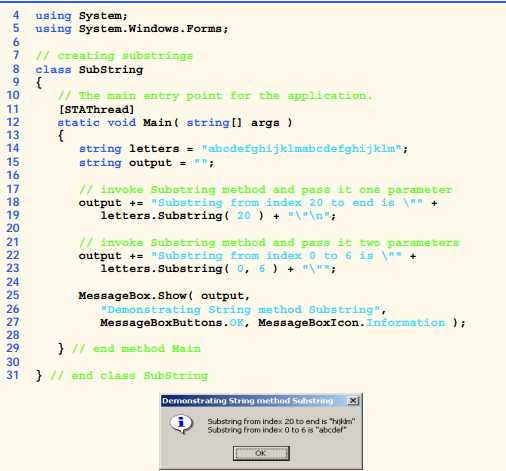 4 using System;
5 using System.Windows.Forms;
6
7 // creating substrings
8 class SubString
9 {
10 // The main entry point for the application.
11 [STAThread]
12 static void Main( string[] args )
13 {
14 string letters = "abcdefghijklmabcdefghijklm";
15 string output = "";
16
17 // invoke Substring method and pass it one parameter
18 output += "Substring from index 20 to end is \"" +
19 letters.Substring( 20 ) + "\"\n";
20
21 // invoke Substring method and pass it two parameters
22 output += "Substring from index 0 to 6 is \"" +
23 letters.Substring( 0, 6 ) + "\"";
24
25 MessageBox.Show( output,
26 "Demonstrating String method Substring",
27 MessageBoxButtons.OK, MessageBoxIcon.Information );
28
29 } // end method Main
30
31 } // end class SubString
Demonstrating String method Substring
Substring from index 20 to end is "hijklm"
Substring from index 0 to 6 is "abcdef"
OK